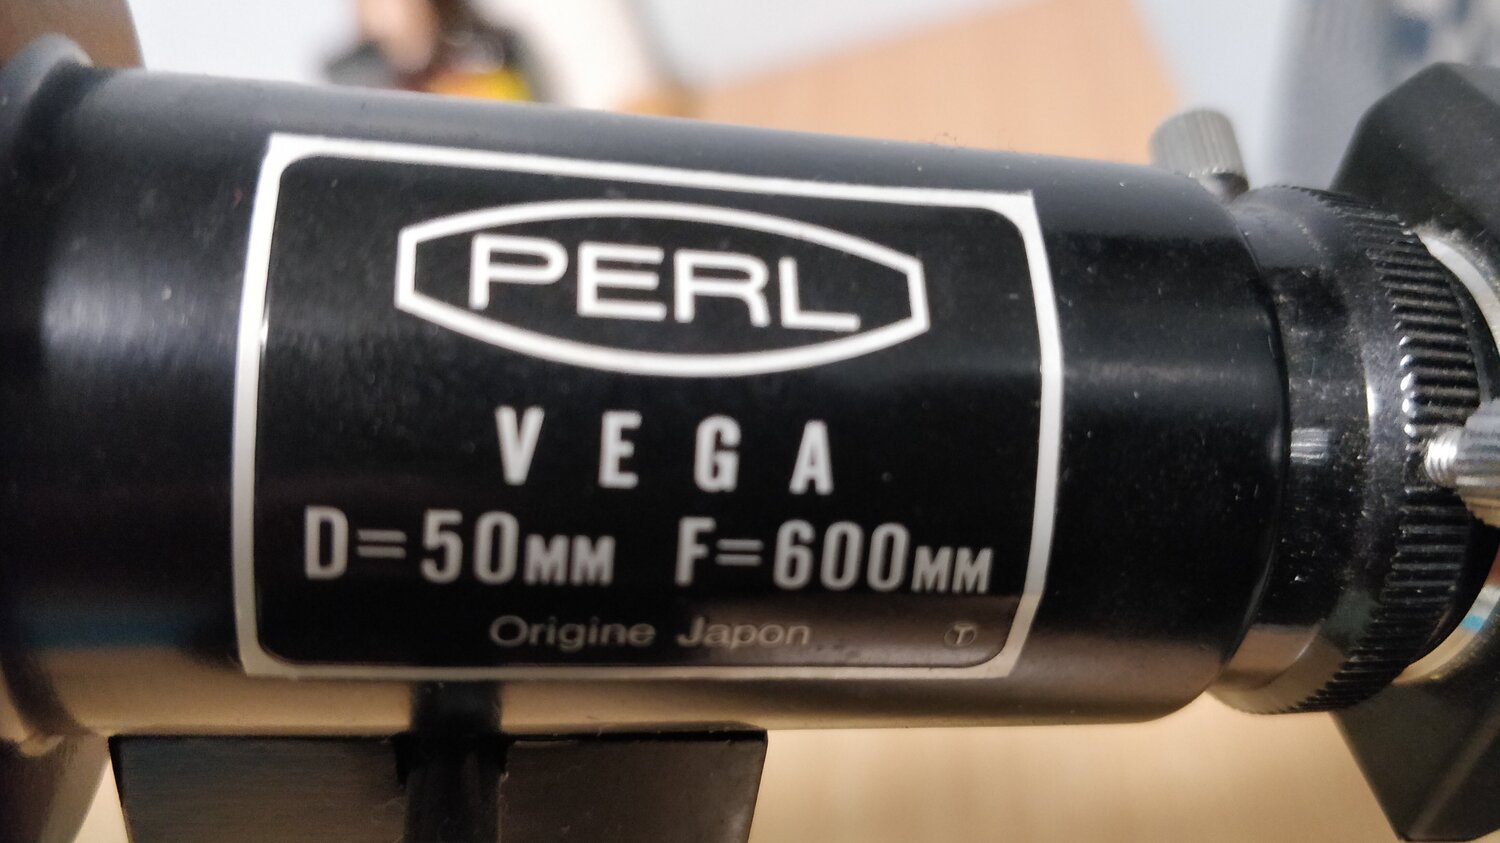 PERL
VEGA
D=50MM F=600MM
Origine Japon T